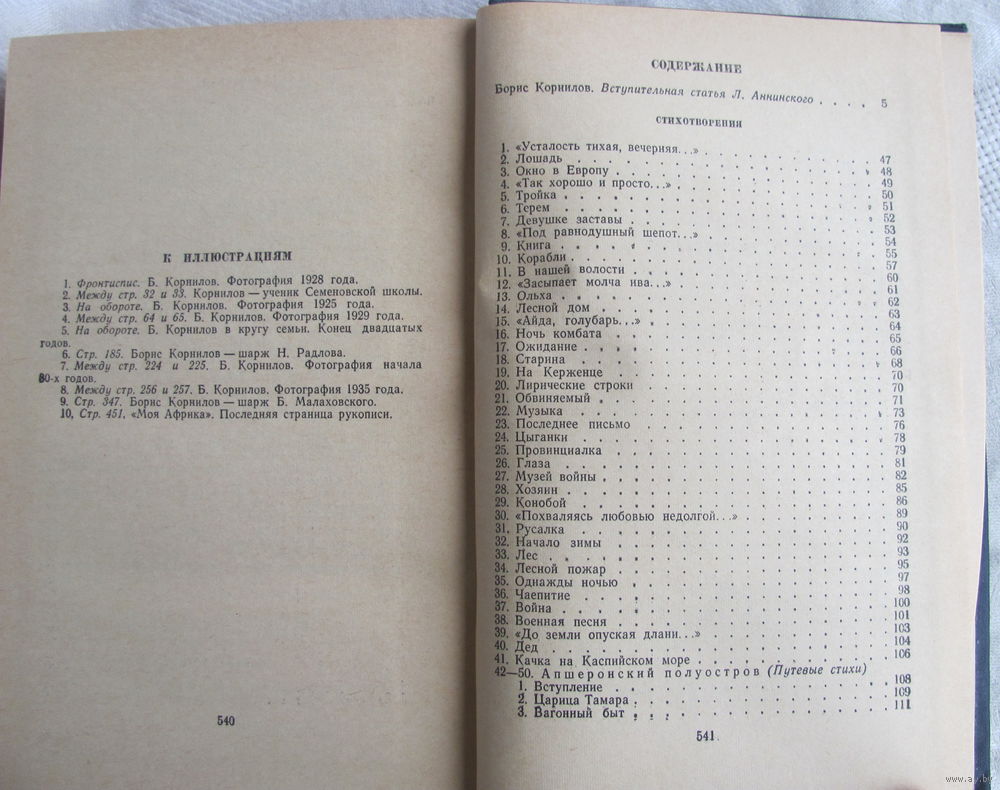 К ИЛЛЮСТРАЦИЯМ
1. Фронтиспис. Б. Корнилов. Фотография 1928 года.
2. Между стр. 32 и 33. Корнилов — ученик Семеновской школы.
3. На обороте. Б. Корнилов. Фотография 1925 года.
4. Между стр. 64 и 65. Б. Корнилов. Фотография 1929 года.
5. На обороте. Б. Корнилов в кругу семьи. Конец двадцатых
годов.
6. Стр. 185. Борис Корнилов — шарж Н. Радлова.
7. Между стр. 224 и 225. Б. Корнилов. Фотография начала
30-х годов.
8. Между стр. 256 и 257. Б. Корнилов. Фотография 1935 года.
9. Стр. 347. Борис Корнилов — шарж Б. Малаховского.
10. Стр. 451. «Моя Африка». Последняя страница рукописи.
540
СОДЕРЖАНИЕ
Борис Корнилов. Вступительная статья Л. Аннинского . . . . 5
СТИХОТВОРЕНИЯ
1. «Усталость тихая, вечерняя...» 47
2. Лошадь 48
3. Окно в Европу 49
4. «Так хорошо и просто...» 50
5. Тройка 51
6. Терем 52
7. Девушке заставы 53
8. «Под равнодушный шепот...» 54
9. Книга 55
10. Корабли 57
11. В нашей волости 60
12. «Засыпает молча ива...» 61
13. Ольха 62
14. Лесной дом 63
15. «Айда, голубарь...» 64
16. Ночь комбата 65
17. Ожидание 66
18. Старина 68
19. На Керженце 70
20. Лирические строки 70
21. Обвиняемый 71
22. Музыка 73
23. Последнее письмо 76
24. Цыганки 78
25. Провинциалка 79
26. Глаза 81
27. Музей войны 82
28. Хозяин 85
29. Конобой 86
30. «Похваляясь любовью недолгой...» 89
31. Русалка 90
32. Начало зимы 92
33. Лес 93
34. Лесной пожар 95
35. Однажды ночью 97
36. Чаепитие 98
37. Война 100
38. Военная песня 101
39. «До земли опуская длани...» 103
40. Дед 104
41. Качка на Каспийском море 106
42—50. Апшеронский полуостров (Путевые стихи)
1. Вступление 108
2. Царица Тамара 109
3. Вагонный быт 111
541
www.ay.by